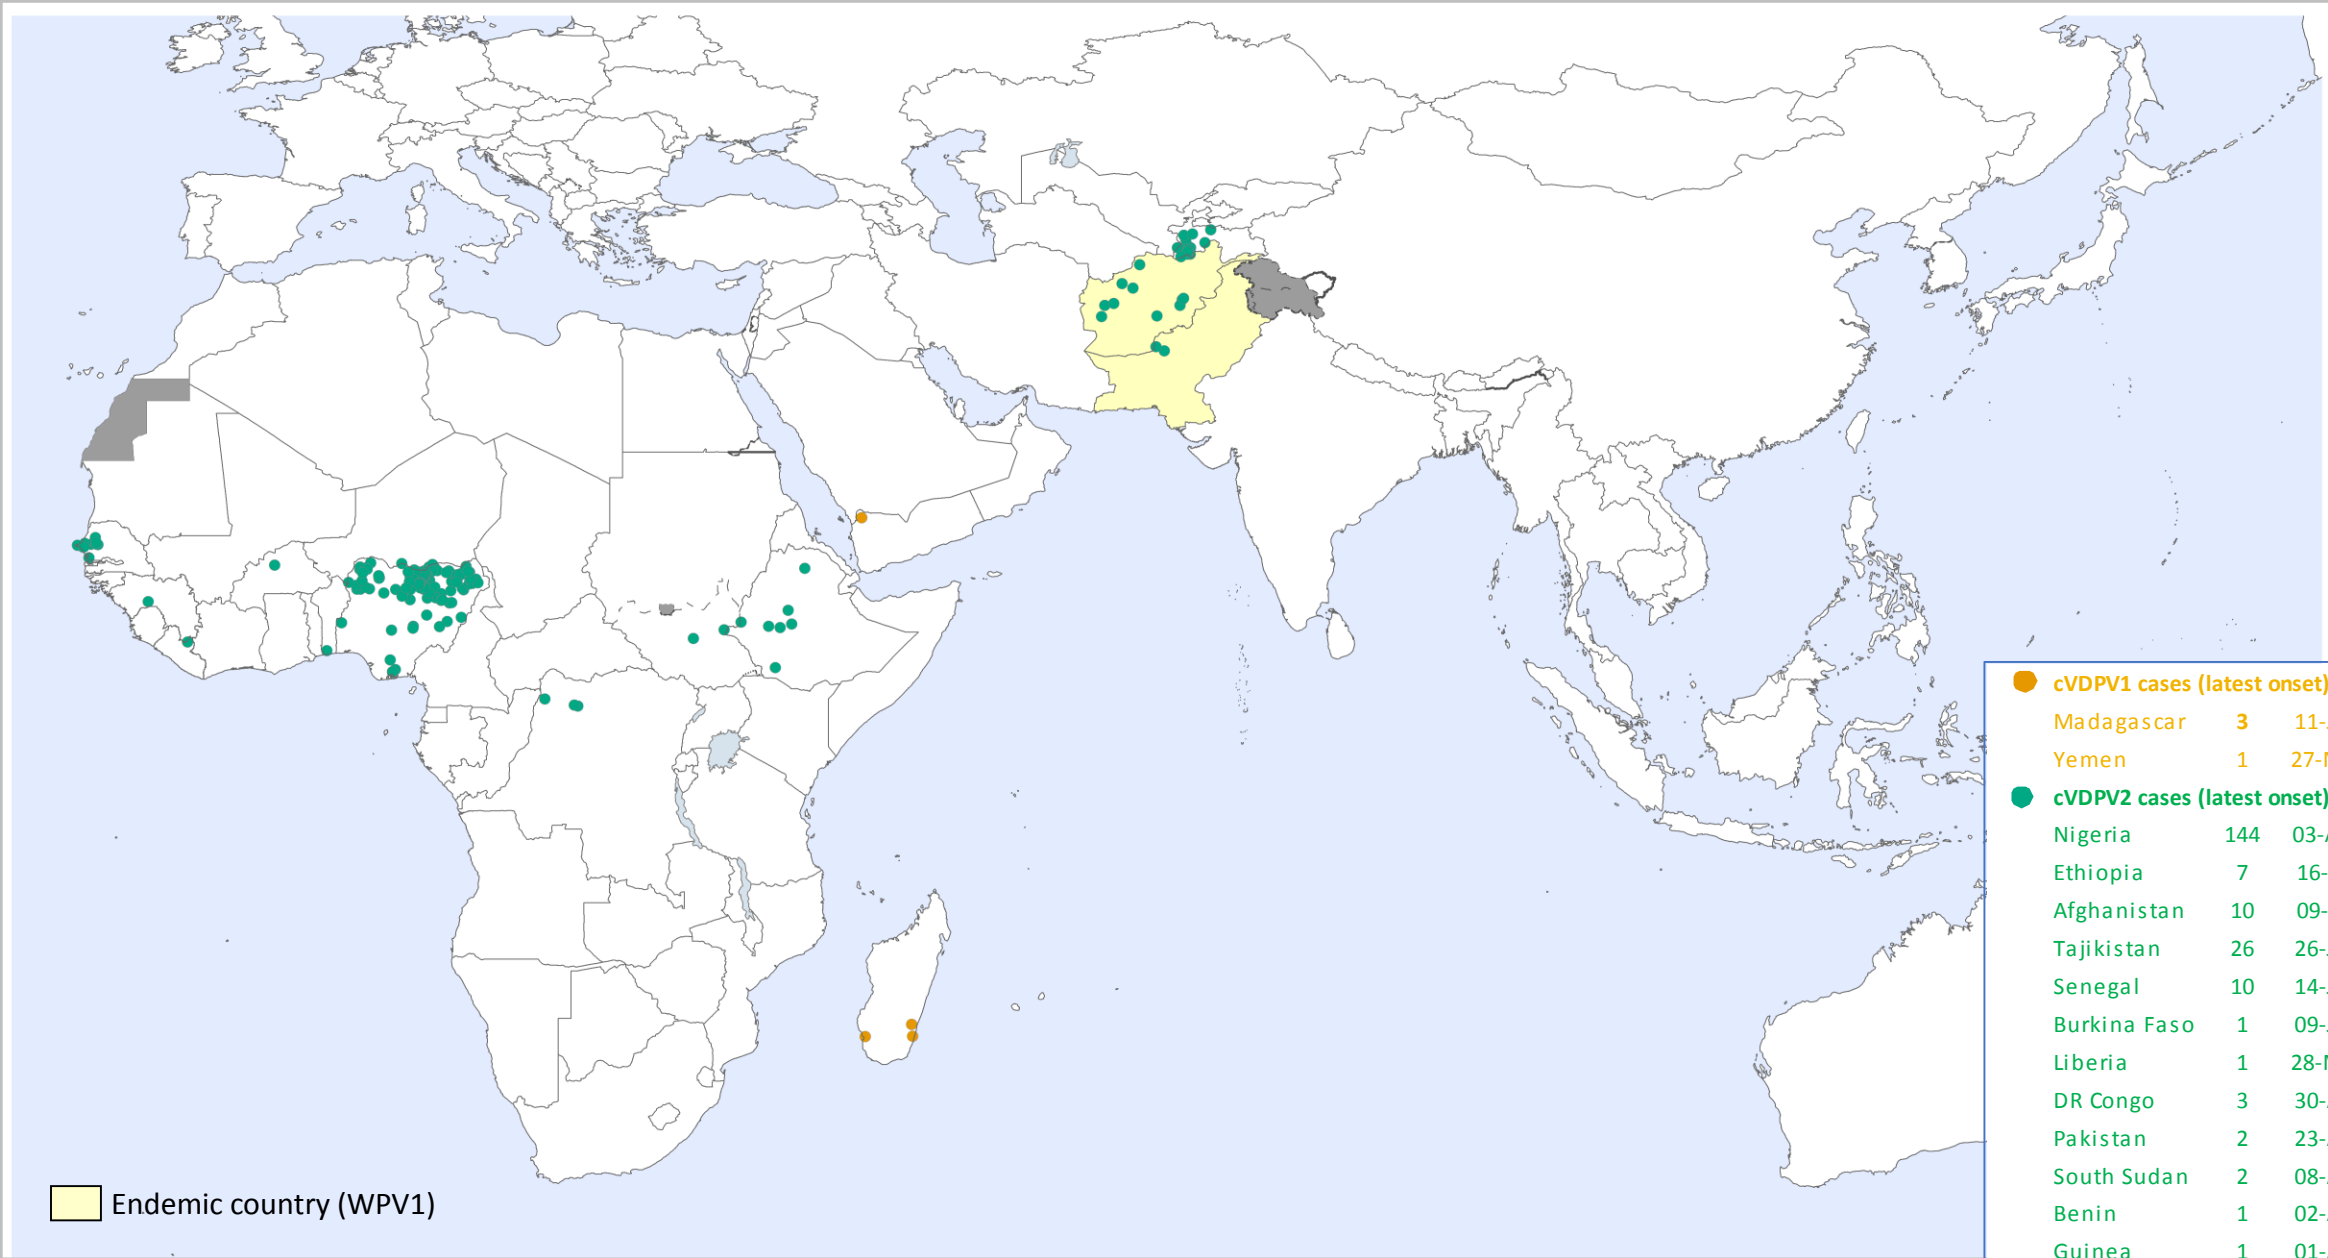 cVDPV1 cases (latest onset)
Madagascar 3 11-
Yemen 1 27-
cVDPV2 cases (latest onset)
Nigeria 144 03-
Ethiopia 7 16-
Afghanistan 10 09-
Tajikistan 26 26-
Senegal 10 14-
Burkina Faso 1 09-
Liberia 1 28-
DR Congo 3 30-
Pakistan 2 23-
South Sudan 2 08-
Benin 1 02-
Guinea 1 01-
Endemic country (WPV1)